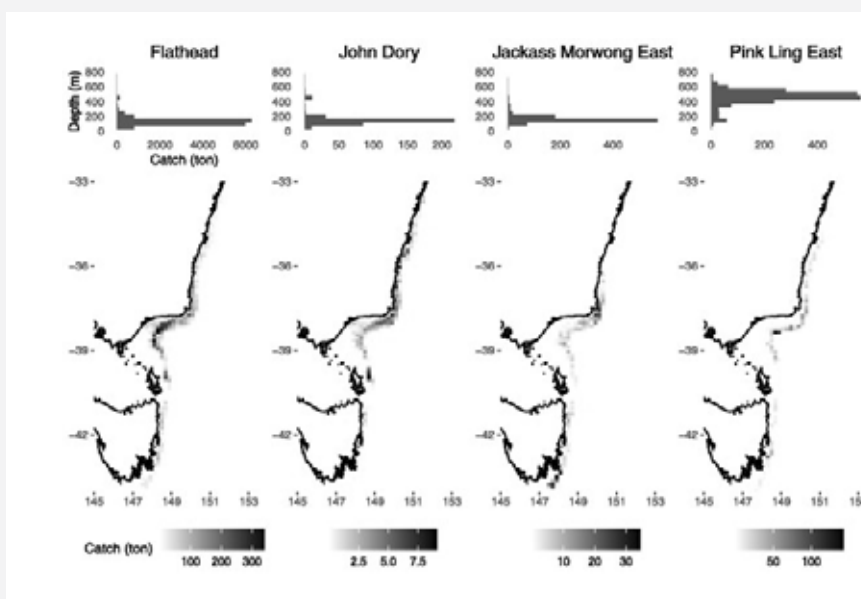 Flathead John Dory Jackass Morwong East Pink Ling East
Depth (m)
800 800 800 800
600 600 600 600
400 400 400 400
200 200 200 200
0 0 0 0
0 2000 4000 6000 0 50 100 150 200 0 200 400 0 200 400
Catch (ton)
-33 -33 -33 -33
-36 -36 -36 -36
-39 -39 -39 -39
-42 -42 -42 -42
145 147 149 151 153 145 147 149 151 153 145 147 149 151 153 145 147 149 151
Catch (ton)
100 200 300 2.5 5.0 7.5 10 20 30 50 100